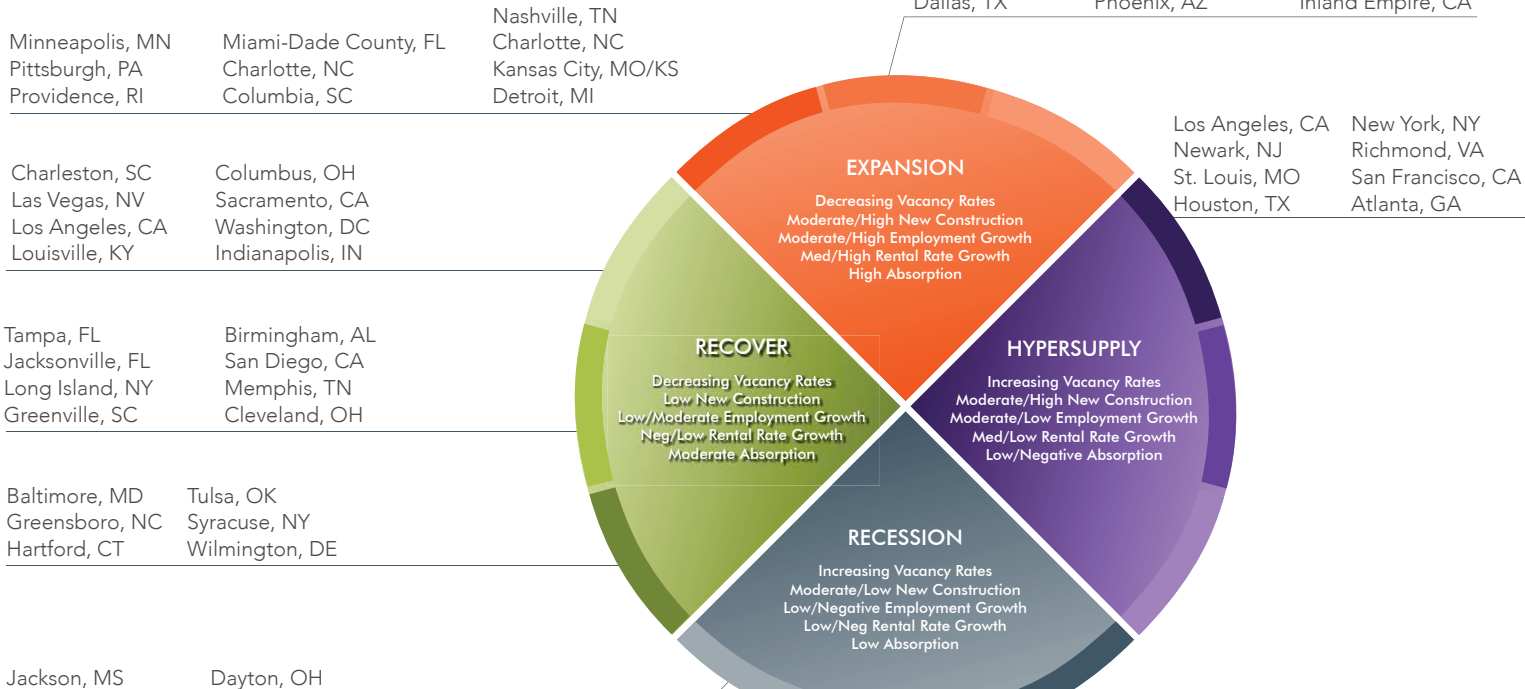 Dallas, TX Phoenix, AZ Inland Empire, CA
Minneapolis, MN
Pittsburgh, PA
Providence, RI
Miami-Dade County, FL
Charlotte, NC
Columbia, SC
Nashville, TN
Charlotte, NC
Kansas City, MO/KS
Detroit, MI
Los Angeles, CA
Newark, NJ
St. Louis, MO
Houston, TX
New York, NY
Richmond, VA
San Francisco, CA
Atlanta, GA
Charleston, SC
Las Vegas, NV
Los Angeles, CA
Louisville, KY
Columbus, OH
Sacramento, CA
Washington, DC
Indianapolis, IN
EXPANSION
Decreasing Vacancy Rates
Moderate/High New Construction
Moderate/High Employment Growth
Med/High Rental Rate Growth
High Absorption
Tampa, FL
Jacksonville, FL
Long Island, NY
Greenville, SC
Birmingham, AL
San Diego, CA
Memphis, TN
Cleveland, OH
RECOVER
Decreasing Vacancy Rates
Low New Construction
Low/Moderate Employment Growth
Neg/Low Rental Rate Growth
Moderate Absorption
HYPERSUPPLY
Increasing Vacancy Rates
Moderate/High New Construction
Moderate/Low Employment Growth
Med/Low Rental Rate Growth
Low/Negative Absorption
Baltimore, MD
Greensboro, NC
Hartford, CT
Tulsa, OK
Syracuse, NY
Wilmington, DE
RECESSION
Increasing Vacancy Rates
Moderate/Low New Construction
Low/Negative Employment Growth
Low/Neg Rental Rate Growth
Low Absorption
Jackson, MS
Dayton, OH